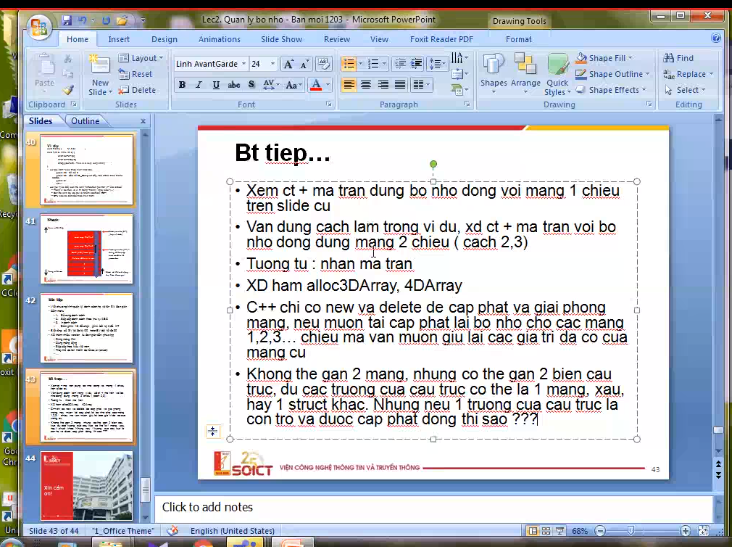 Lec2. Quan ly bo nho - Ban moi 1203 - Microsoft PowerPoint
Drawing Tools
Home Insert Design Animations Slide Show Review View Foxit Reader PDF Format
Paste
Clipboard
New Slide
Layout
Reset
Delete
Slides
Linh AvantGarde 24
B I U abc S AV Aa A
Font
Paragraph
Shapes Arrange Quick Styles
Shape Fill
Shape Outline
Shape Effects
Drawing
Find
Replace
Select
Editing
Slides Outline
40
41
42
43
44
Xin cảm ơn!
Bt tiep...
• Xem ct + ma tran dung bo nho dong voi mang 1 chieu
tren slide cu
• Van dung cach lam trong vi du, xd ct + ma tran voi bo
nho dong dung mang 2 chieu ( cach 2,3)
• Tuong tu : nhan ma tran
• XD ham alloc3DArray, 4DArray
• C++ chi co new va delete de cap phat va giai phong
mang, neu muon tai cap phat lai bo nho cho cac mang
1,2,3... chieu ma van muon giu lai cac gia tri da co cua
mang cu
• Khong the gan 2 mang, nhung co the gan 2 bien cau
truc, du cac truong cua cau truc co the la 1 mang, xau,
hay 1 struct khac. Nhung neu 1 truong cua cau truc la
con tro va duoc cap phat dong thi sao ???
25
SOICT
VIỆN CÔNG NGHỆ THÔNG TIN VÀ TRUYỀN THÔNG
43
Click to add notes
Slide 43 of 44 "1_Office Theme" English (United States) 68%